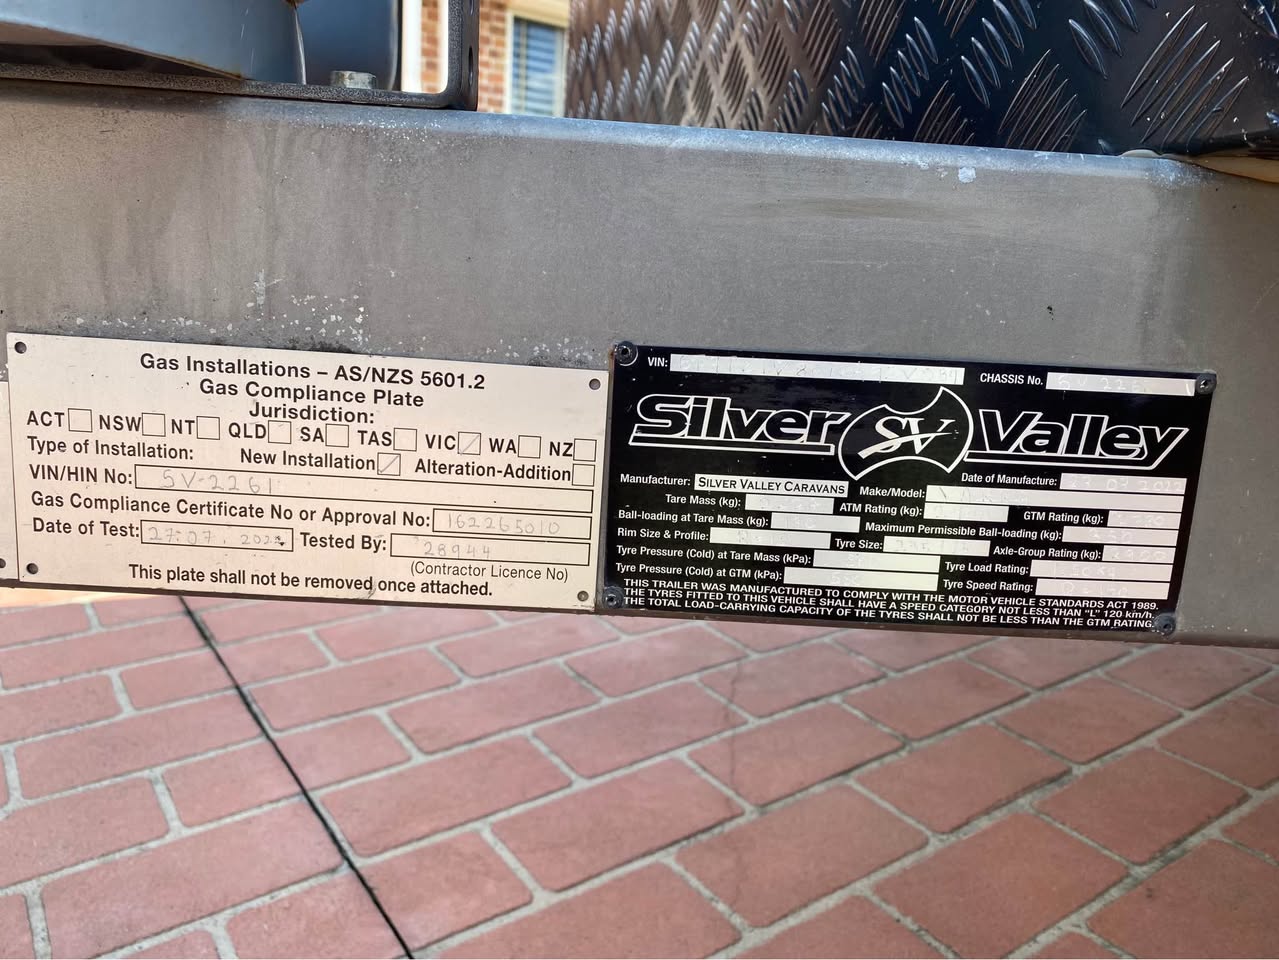 Gas Installations – AS/NZS 5601.2
Gas Compliance Plate
Jurisdiction:
ACT NSW NT QLD SA TAS VIC WA NZ
Type of Installation: New Installation Alteration-Addition
VIN/HIN No: SV-2261
Gas Compliance Certificate No or Approval No: 162265010
Date of Test: 27.07. Tested By: 28944
(Contractor Licence No)
This plate shall not be removed once attached.
VIN: CHASSIS No.
Silver SV Valley
Manufacturer: SILVER VALLEY CARAVANS Date of Manufacture:
Make/Model:
Tare Mass (kg): ATM Rating (kg): GTM Rating (kg):
Ball-loading at Tare Mass (kg): Maximum Permissible Ball-loading (kg):
Rim Size & Profile: Tyre Size: Axle-Group Rating (kg):
Tyre Pressure (Cold) at Tare Mass (kPa): Tyre Load Rating:
Tyre Pressure (Cold) at GTM (kPa): Tyre Speed Rating:
THIS TRAILER WAS MANUFACTURED TO COMPLY WITH THE MOTOR VEHICLE STANDARDS ACT 1989.
THE TYRES FITTED TO THIS VEHICLE SHALL HAVE A SPEED CATEGORY NOT LESS THAN "L" 120 km/h.
THE TOTAL LOAD-CARRYING CAPACITY OF THE TYRES SHALL NOT BE LESS THAN THE GTM RATING.